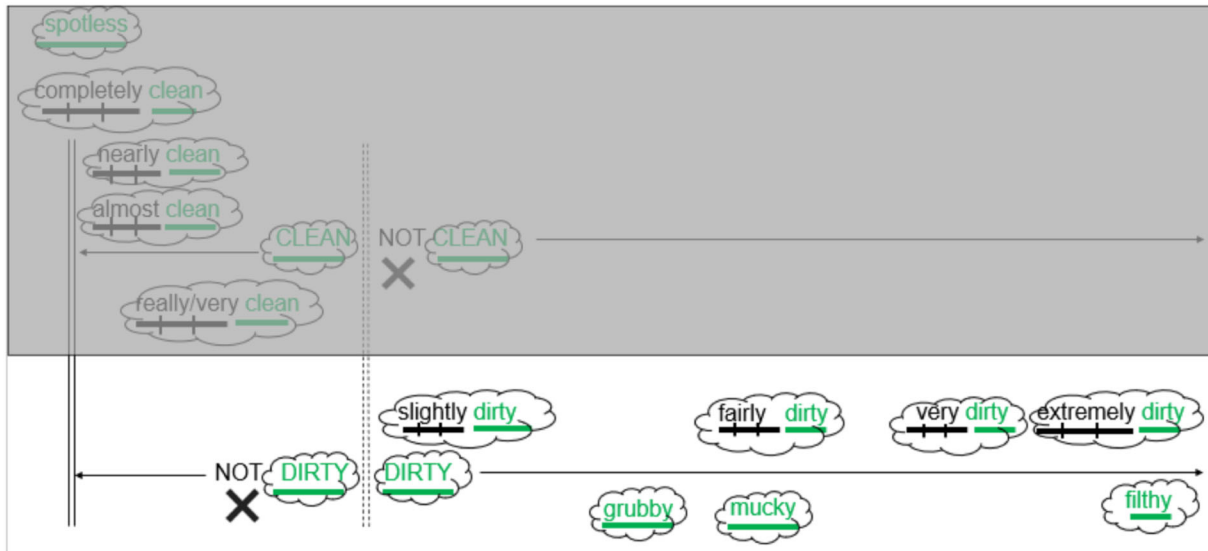 spotless
completely clean
nearly clean
almost clean
CLEAN NOT CLEAN
really/very clean
slightly dirty fairly dirty very dirty extremely dirty
NOT DIRTY DIRTY
grubby mucky filthy